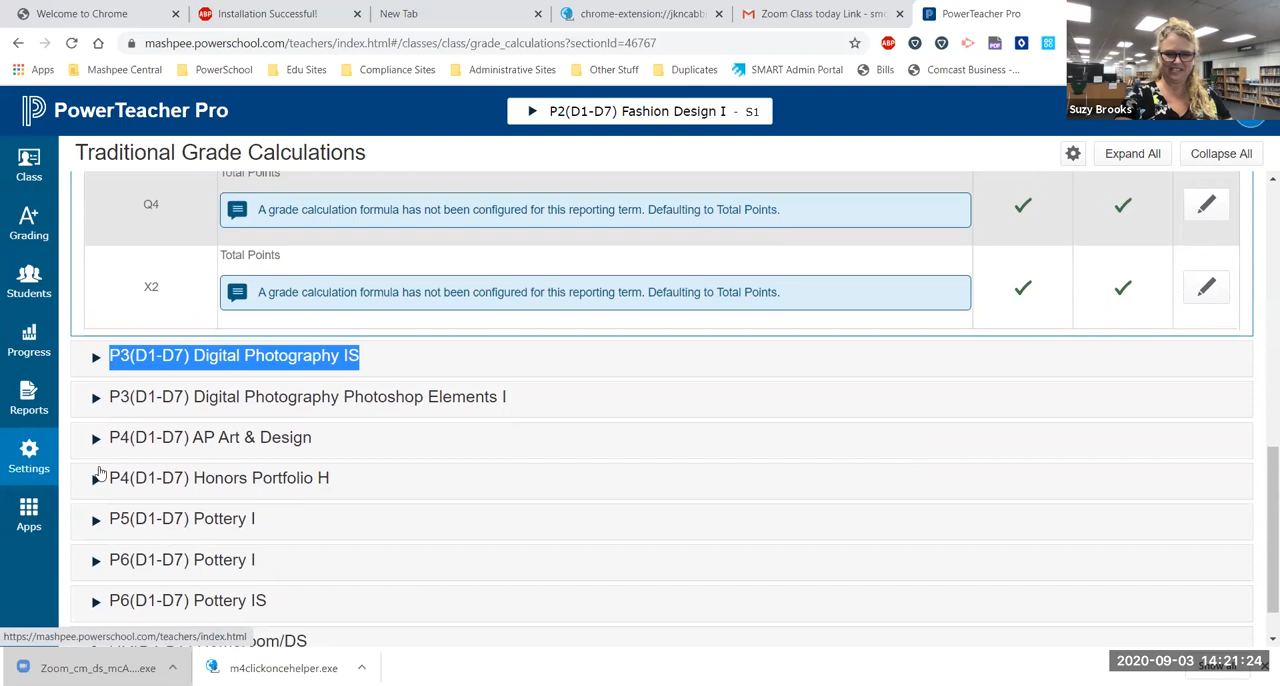 Welcome to Chrome
Installation Successful!
New Tab
chrome-extension://jkncabb
Zoom Class today Link - smc
PowerTeacher Pro
mashpee.powerschool.com/teachers/index.html#/classes/class/grade_calculations?sectionId=46767
Apps Mashpee Central PowerSchool Edu Sites Compliance Sites Administrative Sites Other Stuff Duplicates SMART Admin Portal Bills Comcast Business -...
Suzy Brooks
PowerTeacher Pro
P2(D1-D7) Fashion Design I - S1
Class
Grading
Students
Progress
Reports
Settings
Apps
Traditional Grade Calculations
Expand All
Collapse All
Total Points
Q4
A grade calculation formula has not been configured for this reporting term. Defaulting to Total Points.
Total Points
X2
A grade calculation formula has not been configured for this reporting term. Defaulting to Total Points.
P3(D1-D7) Digital Photography IS
P3(D1-D7) Digital Photography Photoshop Elements I
P4(D1-D7) AP Art & Design
P4(D1-D7) Honors Portfolio H
P5(D1-D7) Pottery I
P6(D1-D7) Pottery I
P6(D1-D7) Pottery IS
https://mashpee.powerschool.com/teachers/index.html
Zoom_cm_ds_mcA....exe
m4clickoncehelper.exe
2020-09-03 14:21:24